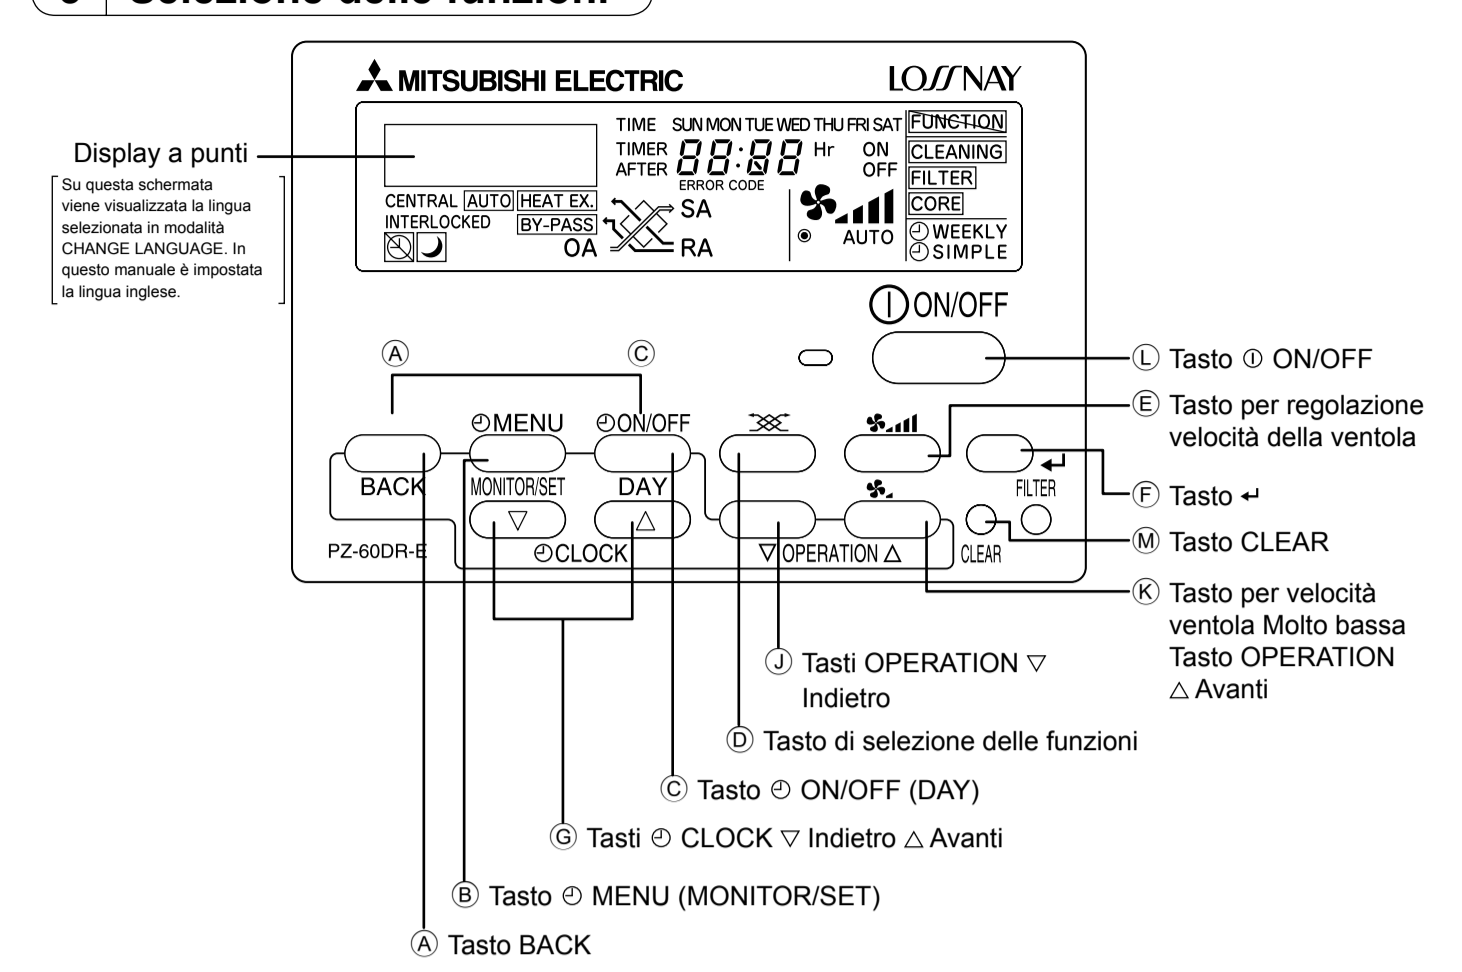 Selezione delle funzioni
MITSUBISHI ELECTRIC
LOSSNAY
Display a punti
Su questa schermata
viene visualizzata la lingua
selezionata in modalità
CHANGE LANGUAGE. In
questo manuale è impostata
la lingua inglese.
TIME SUN MON TUE WED THU FRI SAT
TIMER 88:88 Hr ON
AFTER OFF
ERROR CODE
FUNCTION
CLEANING
FILTER
CORE
WEEKLY
SIMPLE
CENTRAL AUTO HEAT EX.
INTERLOCKED BY-PASS
OA
SA
RA
AUTO
ON/OFF
A
C
MENU
ON/OFF
BACK
MONITOR/SET
DAY
FILTER
▽
△
PZ-60DR-E
CLOCK
▽ OPERATION △
CLEAR
L Tasto ON/OFF
E Tasto per regolazione
velocità della ventola
F Tasto ↵
M Tasto CLEAR
K Tasto per velocità
ventola Molto bassa
Tasto OPERATION
△ Avanti
J Tasti OPERATION ▽
Indietro
D Tasto di selezione delle funzioni
C Tasto ON/OFF (DAY)
G Tasti CLOCK ▽ Indietro △ Avanti
B Tasto MENU (MONITOR/SET)
A Tasto BACK